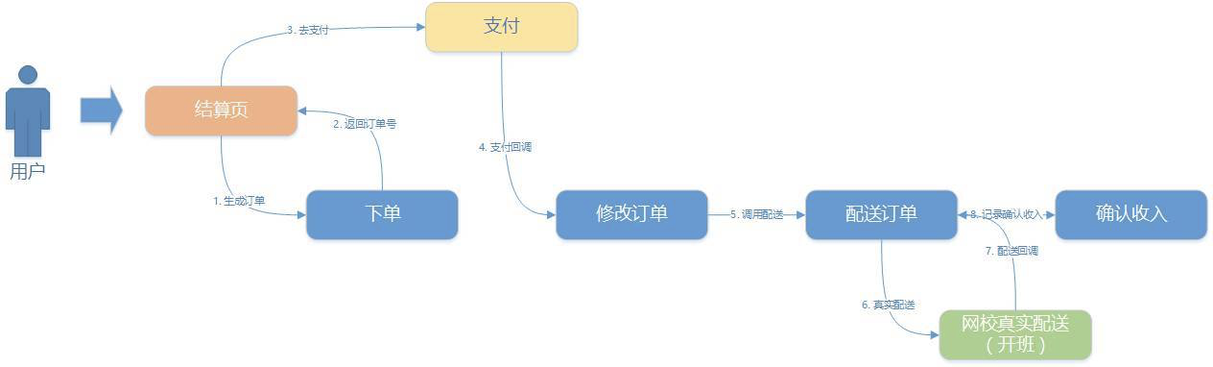 支付
3. 去支付
结算页
2. 返回订单号
4. 支付回调
用户
1. 生成订单
下单
修改订单
5. 调用配送
配送订单
8. 记录确认收入
确认收入
7. 配送回调
6. 真实配送
网校真实配送
（开班）